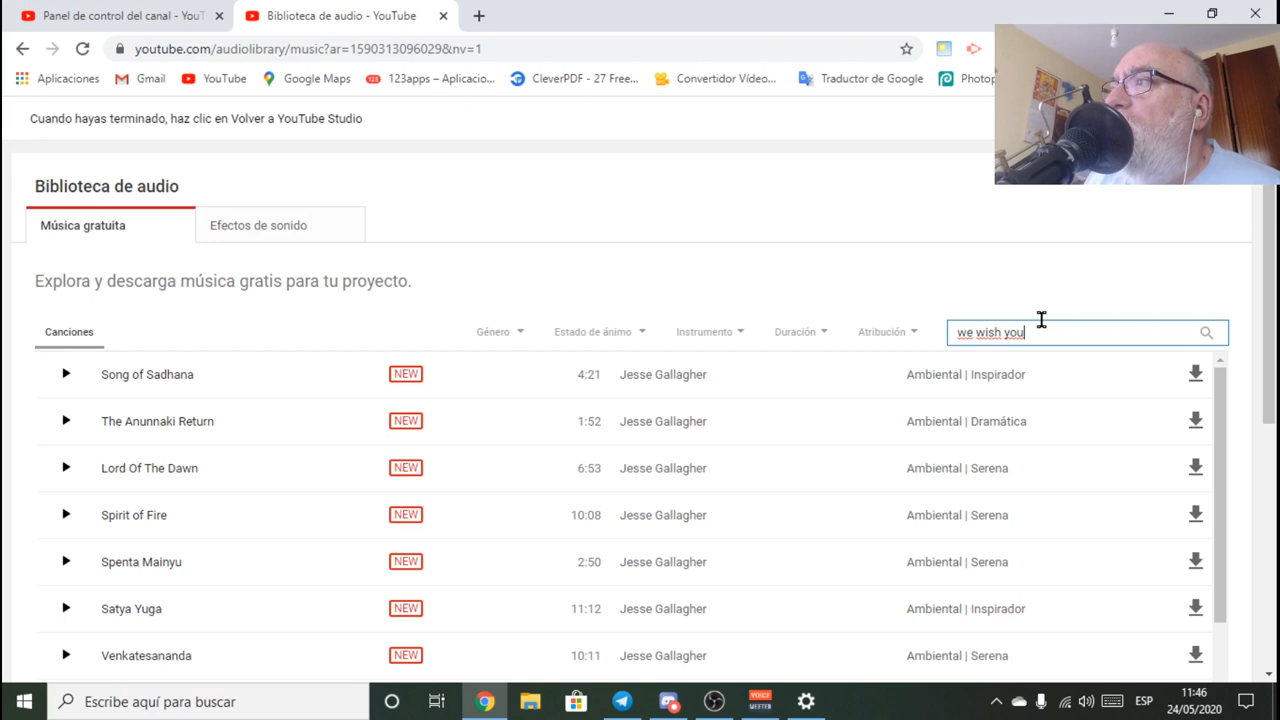 Panel de control del canal - YouT
Biblioteca de audio - YouTube
youtube.com/audiolibrary/music?ar=1590313096029&nv=1
Aplicaciones
Gmail
YouTube
Google Maps
123apps – Aplicacio...
CleverPDF - 27 Free...
Convertidor Vídeo...
Traductor de Google
Photop
Cuando hayas terminado, haz clic en Volver a YouTube Studio
Biblioteca de audio
Música gratuita
Efectos de sonido
Explora y descarga música gratis para tu proyecto.
Canciones Género Estado de ánimo Instrumento Duración Atribución we wish you
Song of Sadhana NEW 4:21 Jesse Gallagher Ambiental | Inspirador
The Anunnaki Return NEW 1:52 Jesse Gallagher Ambiental | Dramática
Lord Of The Dawn NEW 6:53 Jesse Gallagher Ambiental | Serena
Spirit of Fire NEW 10:08 Jesse Gallagher Ambiental | Serena
Spenta Mainyu NEW 2:50 Jesse Gallagher Ambiental | Serena
Satya Yuga NEW 11:12 Jesse Gallagher Ambiental | Inspirador
Venkatesananda NEW 10:11 Jesse Gallagher Ambiental | Serena
Escribe aquí para buscar
VOICE
MEETER
ESP
11:46
24/05/2020